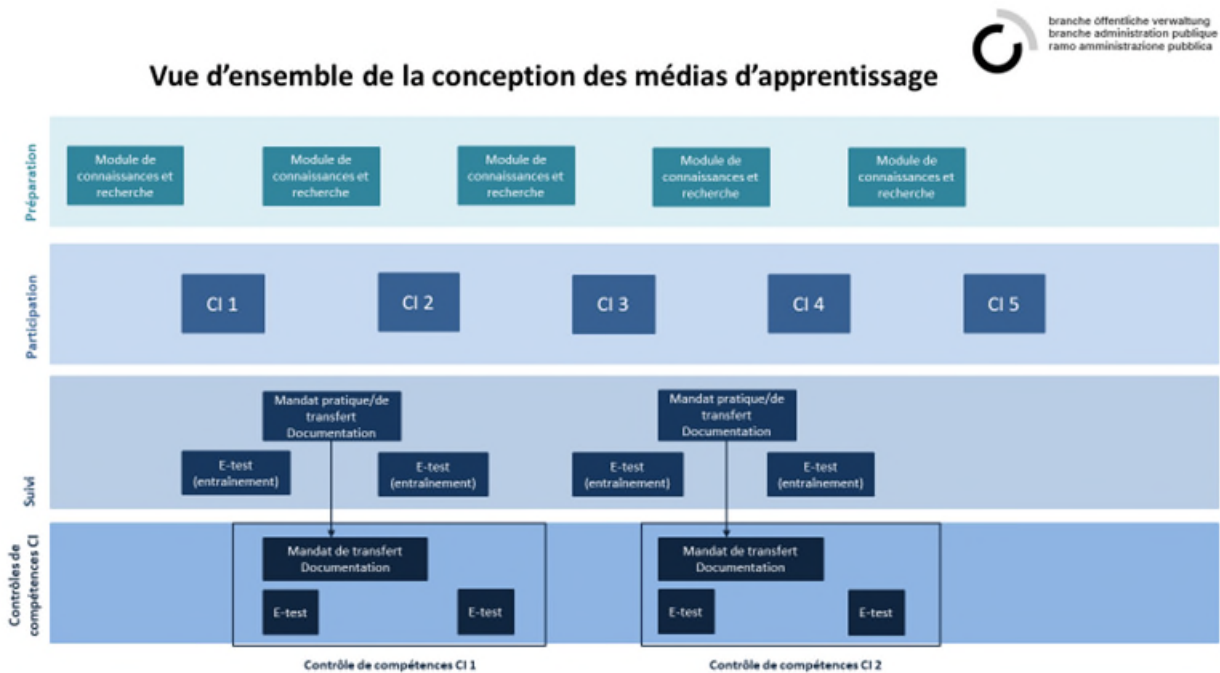 branche öffentliche verwaltung
branche administration publique
ramo amministrazione pubblica
Vue d'ensemble de la conception des médias d'apprentissage
Préparation
Module de
connaissances et
recherche
Module de
connaissances et
recherche
Module de
connaissances et
recherche
Module de
connaissances et
recherche
Module de
connaissances et
recherche
Participation
CI 1
CI 2
CI 3
CI 4
CI 5
Suivi
Mandat pratique/de
transfert
Documentation
Mandat pratique/de
transfert
Documentation
E-test
(entraînement)
E-test
(entraînement)
E-test
(entraînement)
E-test
(entraînement)
Contrôles de
compétences CI
Mandat de transfert
Documentation
Mandat de transfert
Documentation
E-test
E-test
E-test
E-test
Contrôle de compétences CI 1
Contrôle de compétences CI 2